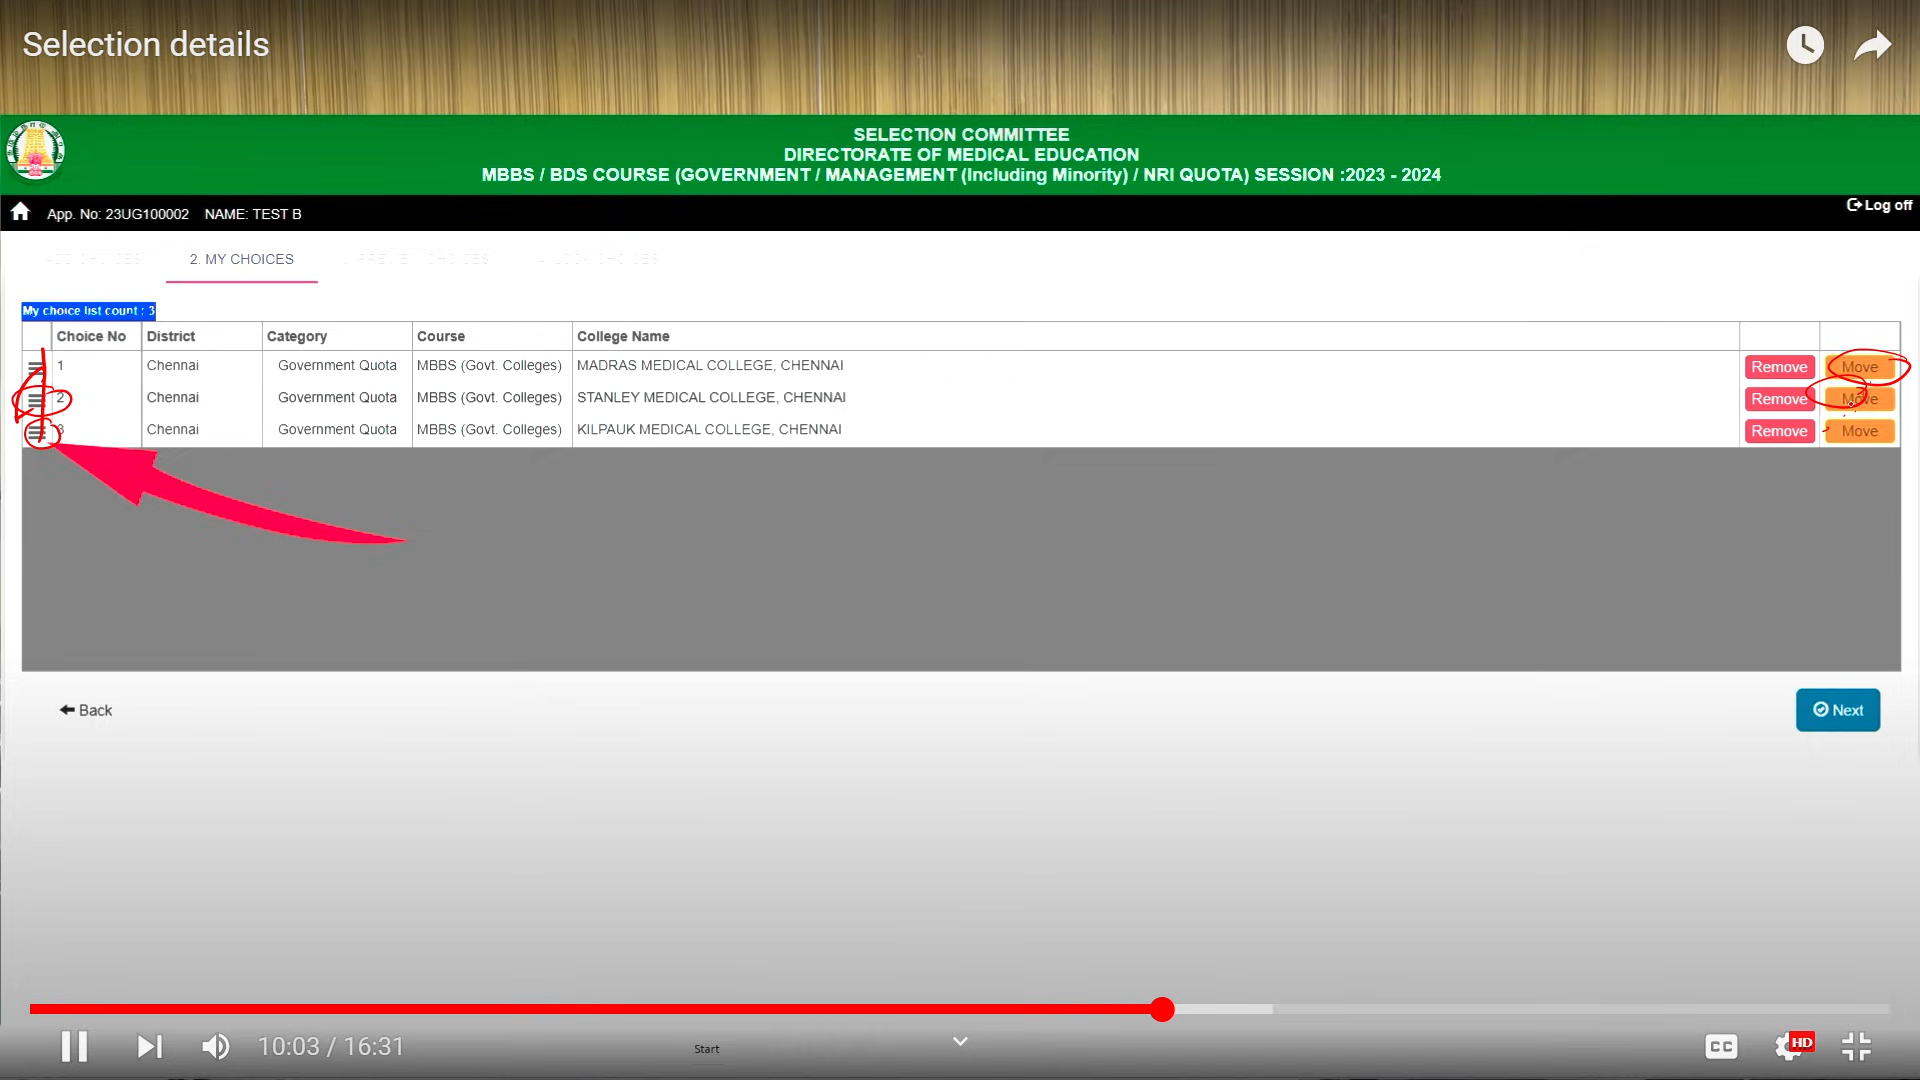 Selection details
SELECTION COMMITTEE
DIRECTORATE OF MEDICAL EDUCATION
MBBS / BDS COURSE (GOVERNMENT / MANAGEMENT (Including Minority) / NRI QUOTA) SESSION :2023 - 2024
App. No: 23UG100002 NAME: TEST B
Log off
2. MY CHOICES
My choice list count : 3
Choice No District Category Course College Name
1 Chennai Government Quota MBBS (Govt. Colleges) MADRAS MEDICAL COLLEGE, CHENNAI Remove Move
2 Chennai Government Quota MBBS (Govt. Colleges) STANLEY MEDICAL COLLEGE, CHENNAI Remove Move
3 Chennai Government Quota MBBS (Govt. Colleges) KILPAUK MEDICAL COLLEGE, CHENNAI Remove Move
Back
Next
10:03 / 16:31
Start
CC
HD